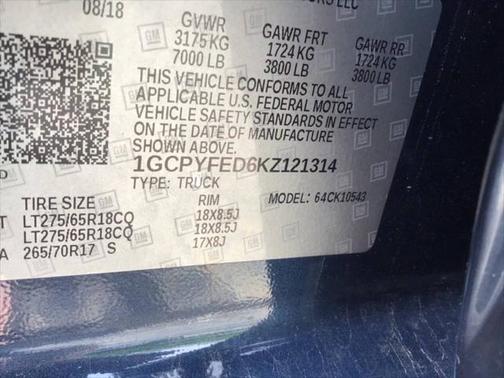 08/18
GVWR GAWR FRT GAWR RR
3175 KG 1724 KG 1724 KG
7000 LB 3800 LB 3800 LB
THIS VEHICLE CONFORMS TO ALL
APPLICABLE U.S. FEDERAL MOTOR
VEHICLE SAFETY STANDARDS IN EFFECT
ON THE DATE OF MANUFACTURE
SHOWN ABOVE.
1GCPYFED6KZ121314
TYPE: TRUCK MODEL: 64CK10543
TIRE SIZE RIM
LT275/65R18CQ 18X8.5J
LT275/65R18CQ 18X8.5J
265/70R17 S 17X8J
GM